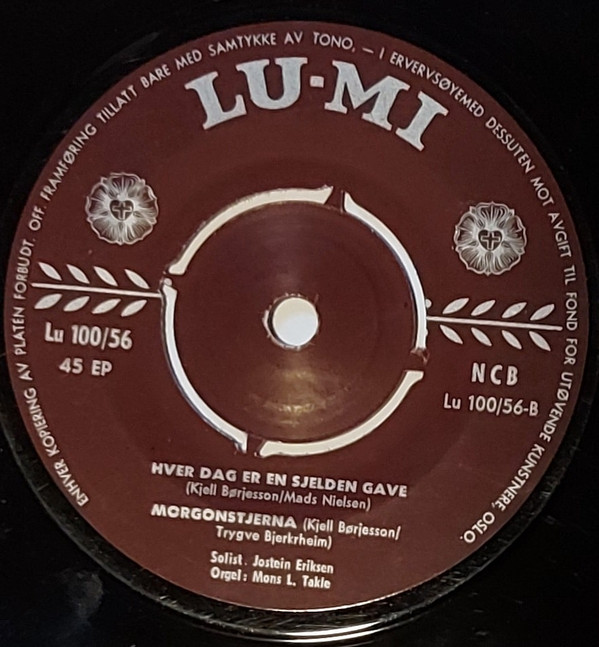 ENHVER KOPIERING AV PLATEN FORBUDT. OFF. FRAMFØRING TILLATT BARE MED SAMTYKKE AV TONO, — I ERVERVSØYEMED DESSUTEN MOT AVGIFT TIL FOND FOR UTØVENDE KUNSTNERE, OSLO.
LU-MI
Lu 100/56
45 EP
NCB
Lu 100/56-B
HVER DAG ER EN SJELDEN GAVE
(Kjell Børjesson/Mads Nielsen)
MORGONSTJERNA (Kjell Børjesson/
Trygve Bjerkrheim)
Solist. Jostein Eriksen
Orgel: Mons L. Takle